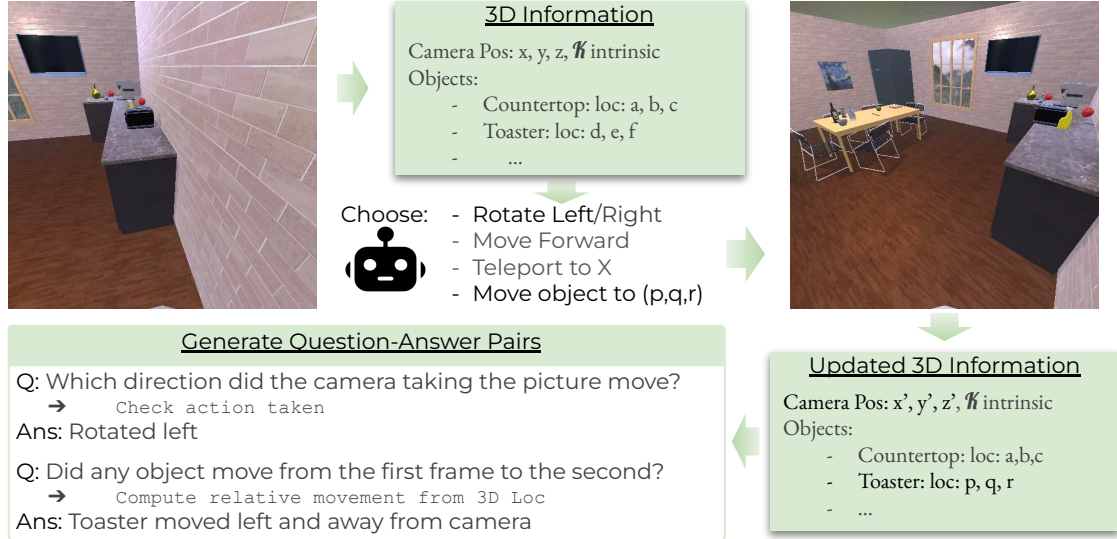 3D Information
Camera Pos: x, y, z, K intrinsic
Objects:
- Countertop: loc: a, b, c
- Toaster: loc: d, e, f
- ...
Choose:
- Rotate Left/Right
- Move Forward
- Teleport to X
- Move object to (p,q,r)
Updated 3D Information
Camera Pos: x’, y’, z’, K intrinsic
Objects:
- Countertop: loc: a,b,c
- Toaster: loc: p, q, r
- ...
Generate Question-Answer Pairs
Q: Which direction did the camera taking the picture move?
➔ Check action taken
Ans: Rotated left
Q: Did any object move from the first frame to the second?
➔ Compute relative movement from 3D Loc
Ans: Toaster moved left and away from camera